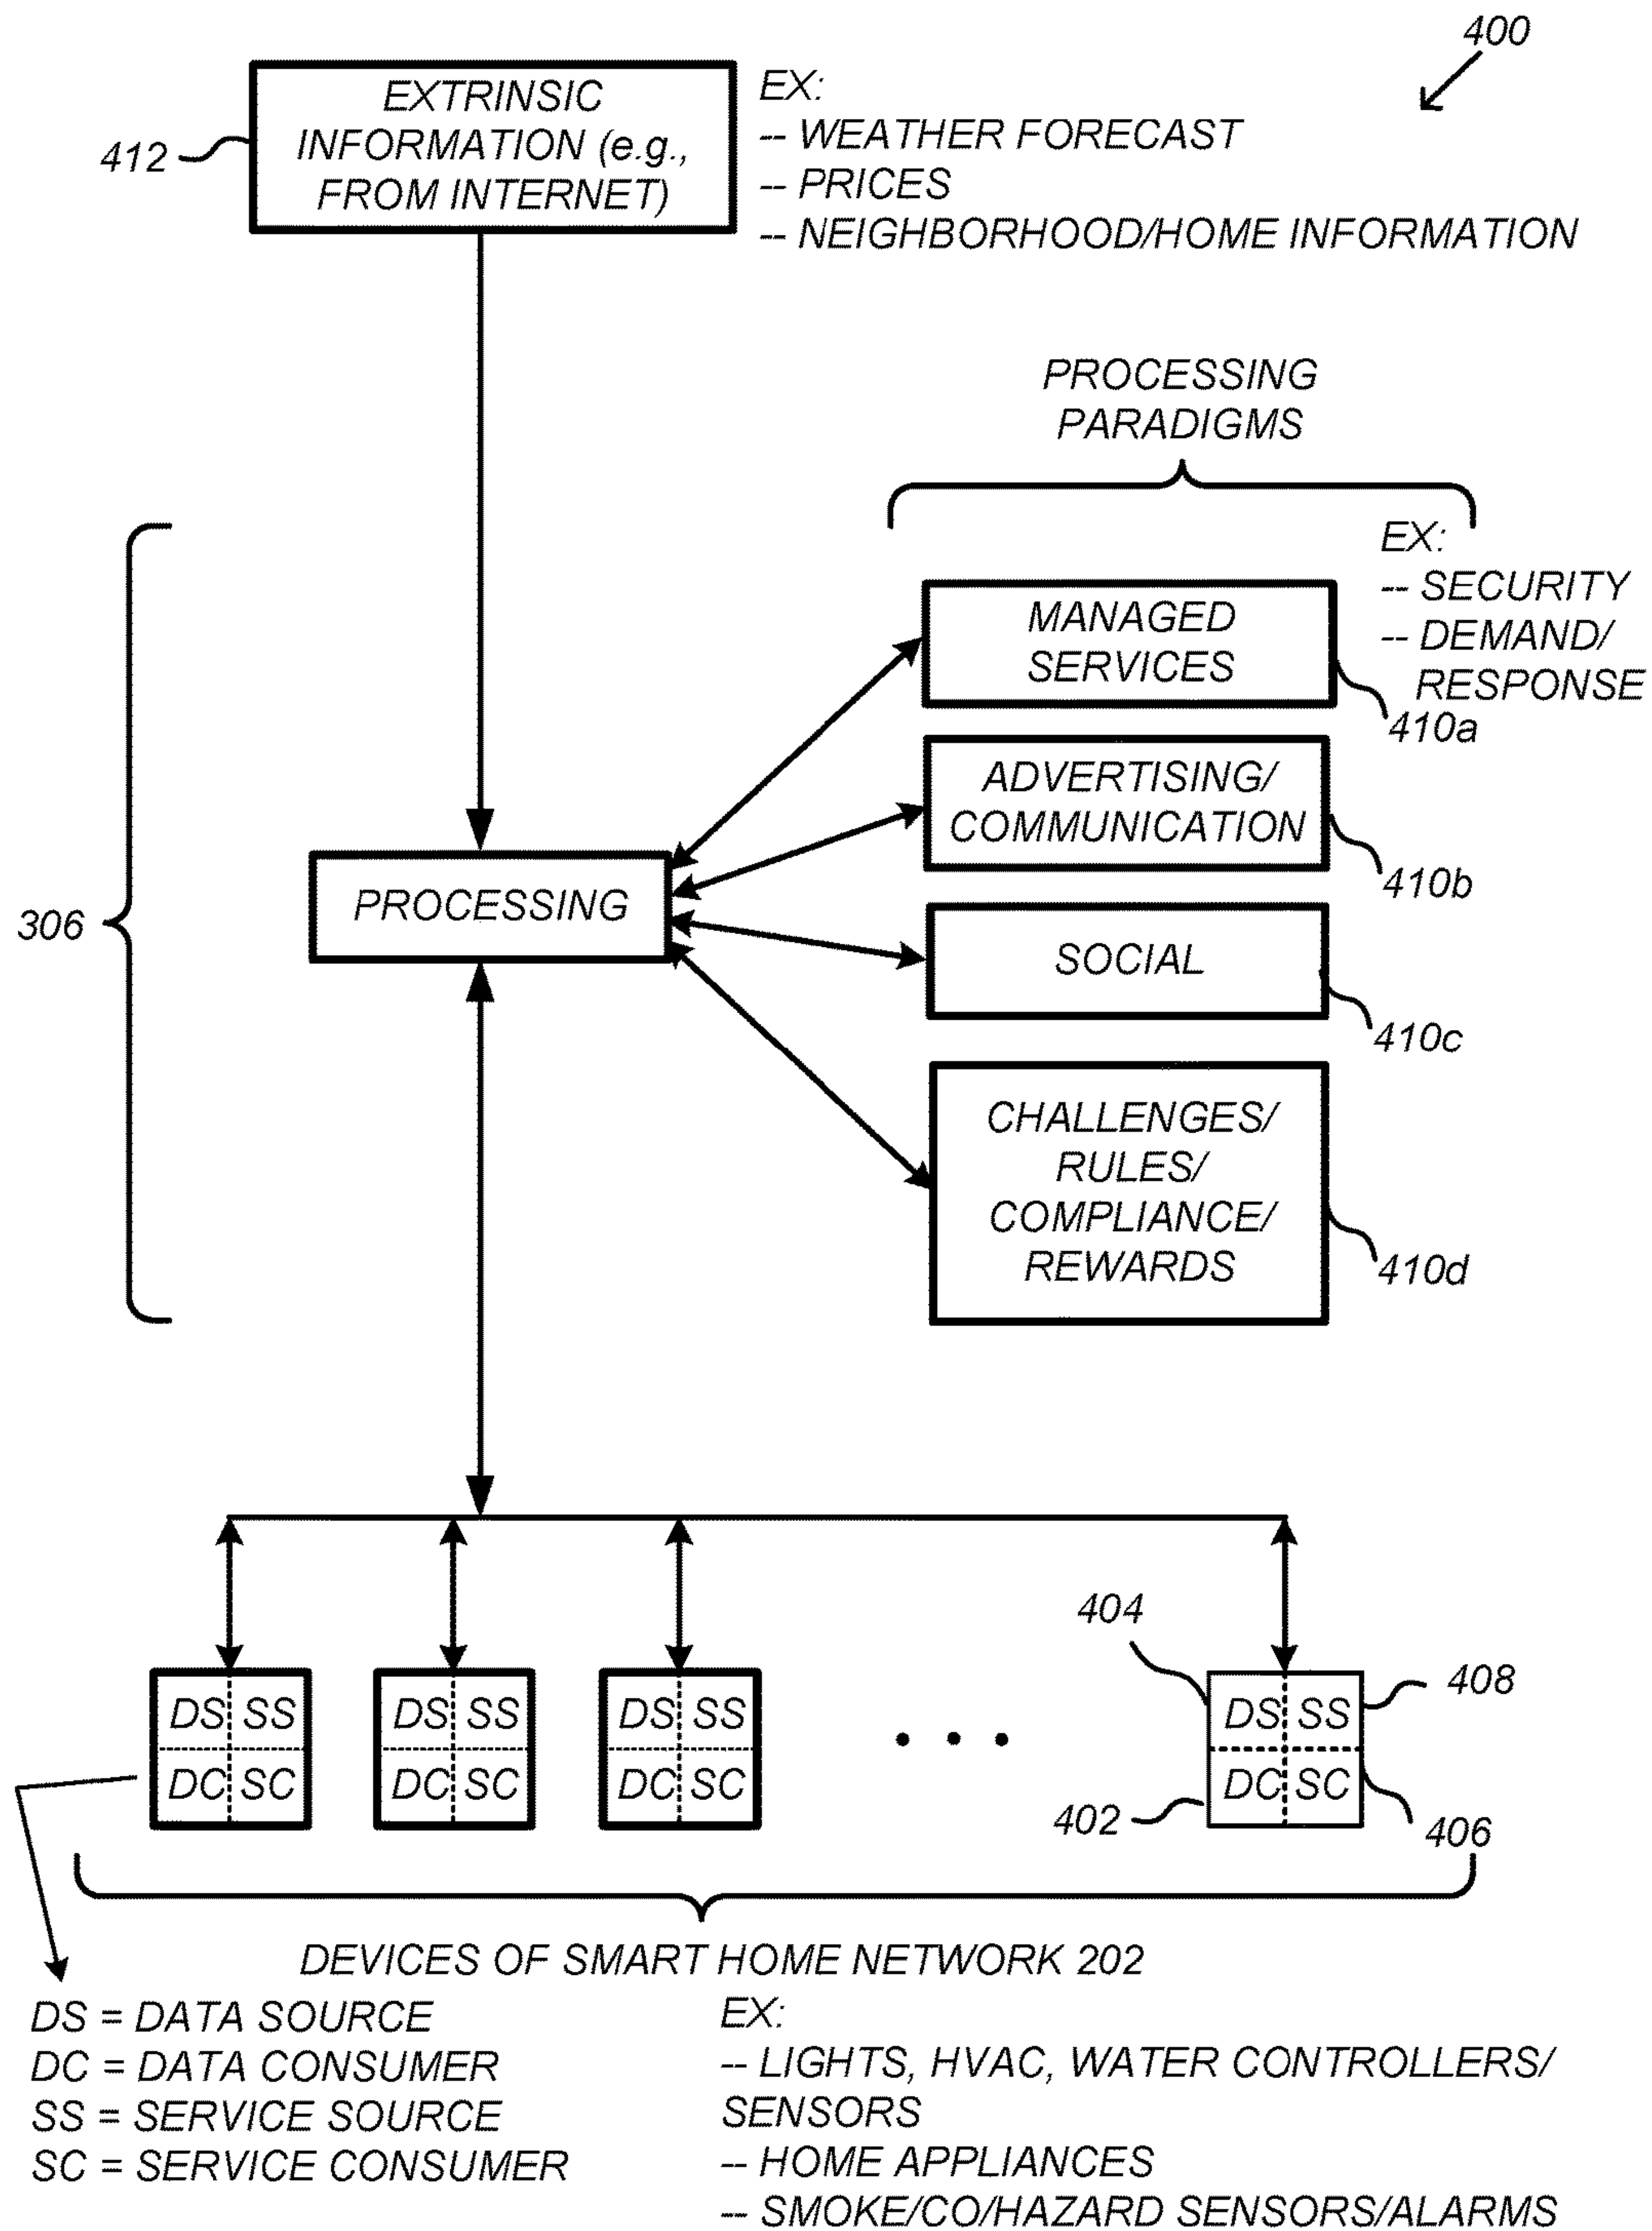 400
EXTRINSIC
INFORMATION (e.g.,
FROM INTERNET)
412
EX:
-- WEATHER FORECAST
-- PRICES
-- NEIGHBORHOOD/HOME INFORMATION
PROCESSING
PARADIGMS
EX:
-- SECURITY
-- DEMAND/
RESPONSE
MANAGED
SERVICES
410a
ADVERTISING/
COMMUNICATION
410b
306
PROCESSING
SOCIAL
410c
CHALLENGES/
RULES/
COMPLIANCE/
REWARDS
410d
404
408
DS SS
DC SC
DS SS
DC SC
DS SS
DC SC
• • •
DS SS
DC SC
402
406
DEVICES OF SMART HOME NETWORK 202
DS = DATA SOURCE
DC = DATA CONSUMER
SS = SERVICE SOURCE
SC = SERVICE CONSUMER
EX:
-- LIGHTS, HVAC, WATER CONTROLLERS/
SENSORS
-- HOME APPLIANCES
-- SMOKE/CO/HAZARD SENSORS/ALARMS